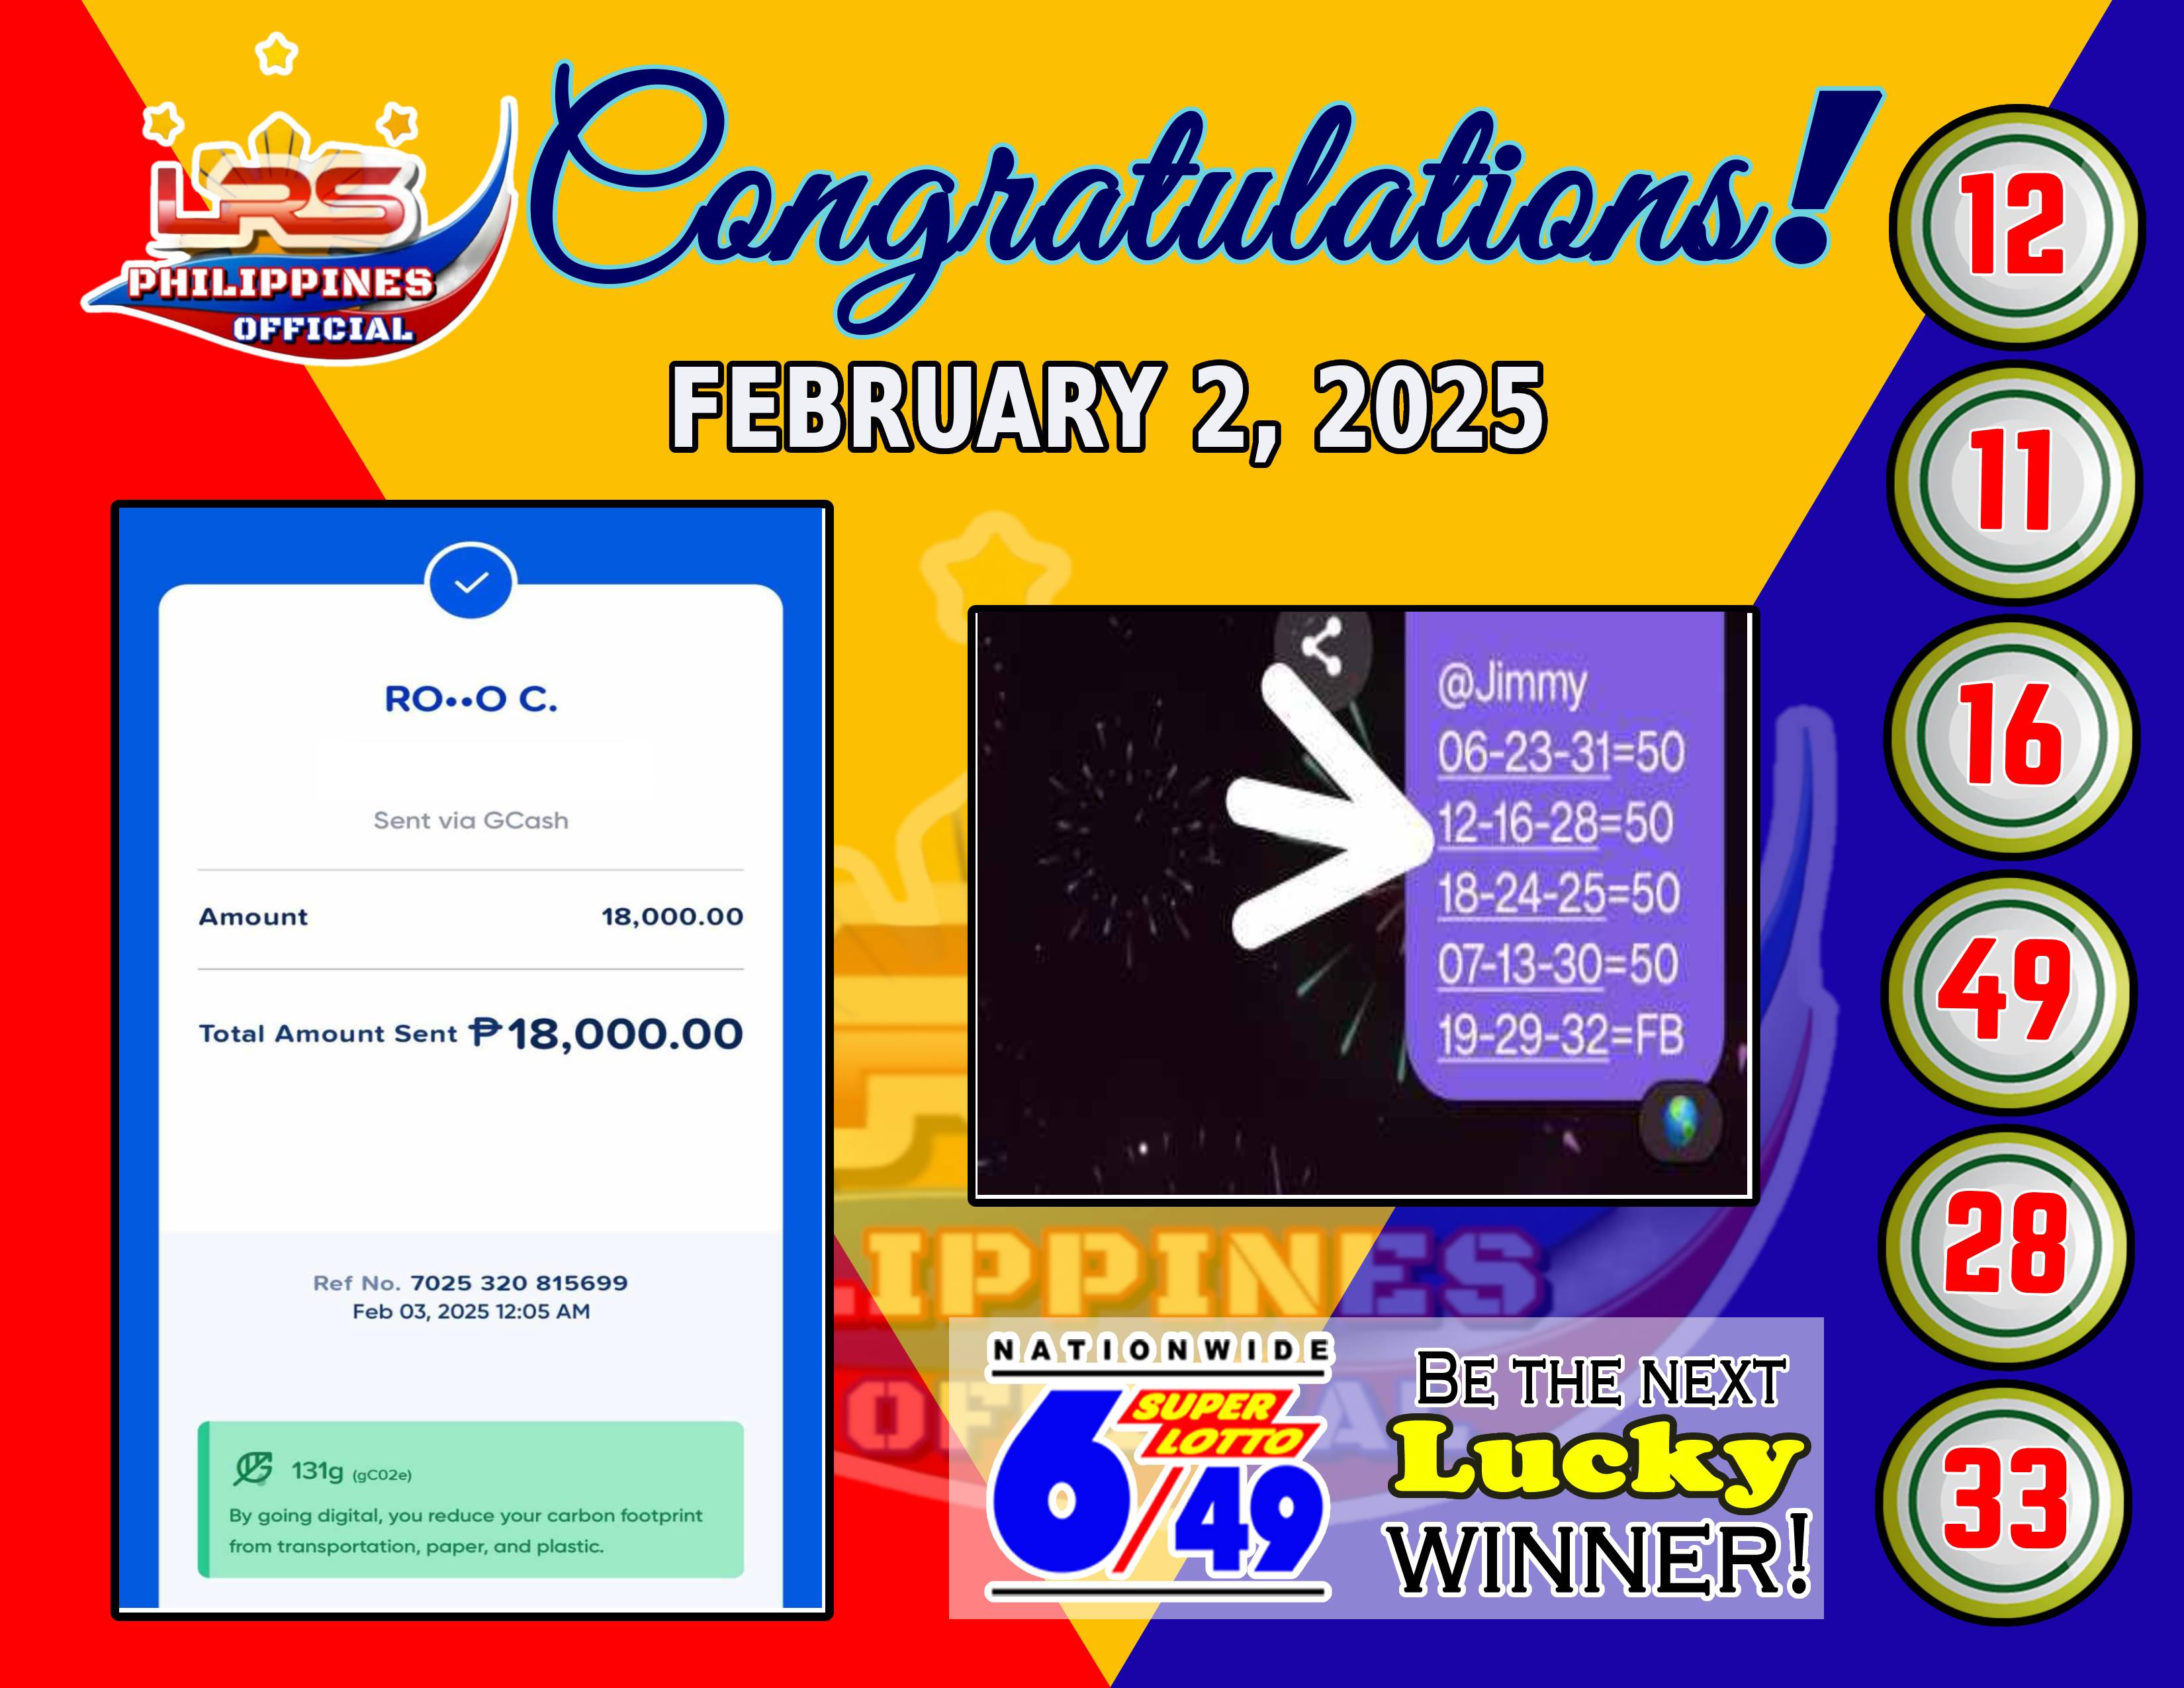 LRS
PHILIPPINES
OFFICIAL
Congratulations!
FEBRUARY 2, 2025
RO••O C.
Sent via GCash
Amount 18,000.00
Total Amount Sent ₱18,000.00
Ref No. 7025 320 815699
Feb 03, 2025 12:05 AM
131g (gC02e)
By going digital, you reduce your carbon footprint
from transportation, paper, and plastic.
@Jimmy
06-23-31=50
12-16-28=50
18-24-25=50
07-13-30=50
19-29-32=FB
LIPPINES
NATIONWIDE
SUPER
LOTTO
6/49
BE THE NEXT
Lucky
WINNER!
12
11
16
49
28
33